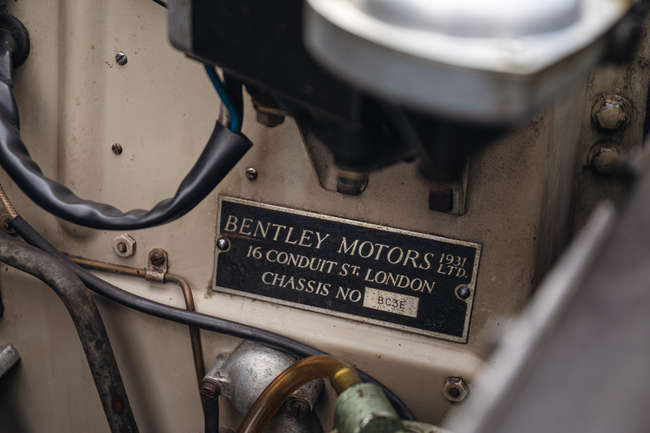 BENTLEY MOTORS 1931 LTD.
16 CONDUIT ST. LONDON
CHASSIS NO BC3E